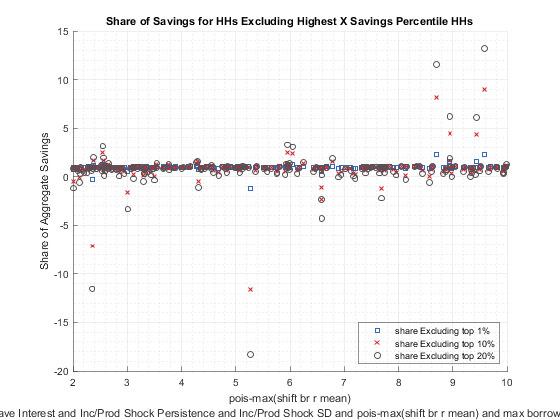 Share of Savings for HHs Excluding Highest X Savings Percentile HHs
Share of Aggregate Savings
15
10
5
0
-5
-10
-15
-20
2
3
4
5
6
7
8
9
10
share Excluding top 1%
share Excluding top 10%
share Excluding top 20%
pois-max(shift br r mean)
ave Interest and Inc/Prod Shock Persistence and Inc/Prod Shock SD and pois-max(shift br r mean) and max borrow